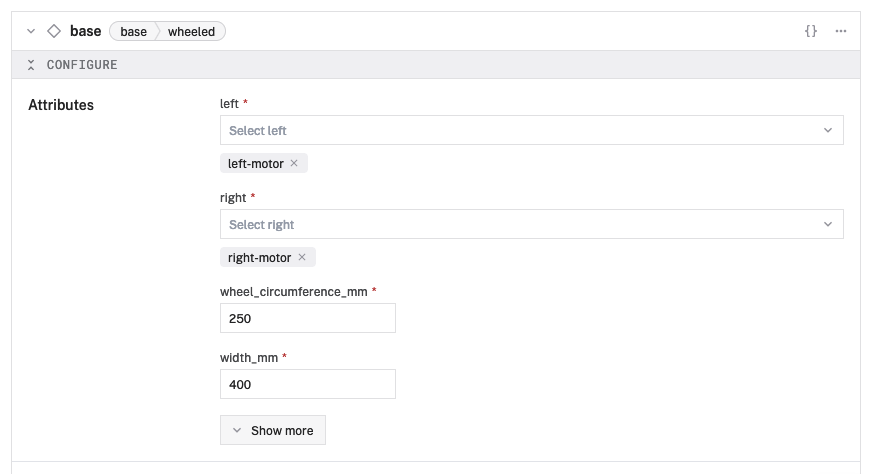 base base wheeled {} ...
CONFIGURE
Attributes
left *
Select left
left-motor ×
right *
Select right
right-motor ×
wheel_circumference_mm *
250
width_mm *
400
Show more